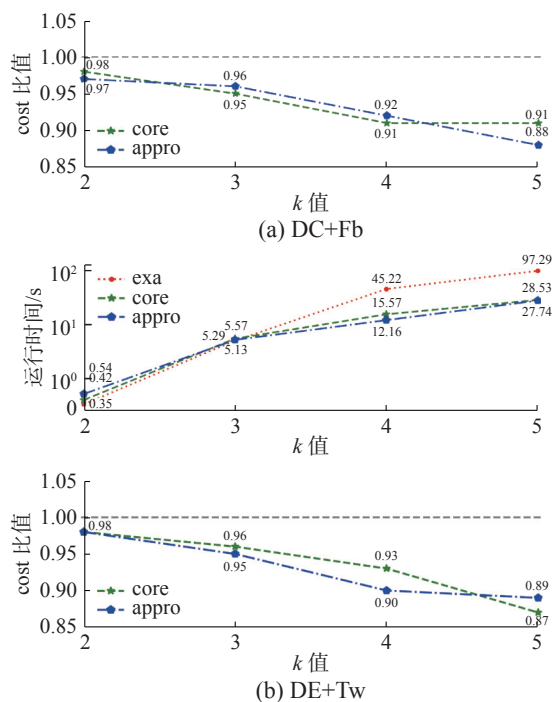 1.05
1.00
0.95
0.90
0.85
cost 比值
0.98
0.97
0.96
0.95
0.92
0.91
0.91
0.88
core
appro
2 3 4 5
k 值
(a) DC+Fb
10²
10¹
10⁰
0
运行时间/s
exa
core
appro
0.54
0.42
0.35
5.57
5.29
5.13
45.22
15.57
12.16
97.29
28.53
27.74
2 3 4 5
k 值
1.05
1.00
0.95
0.90
0.85
cost 比值
0.98
0.96
0.95
0.93
0.90
0.89
0.87
core
appro
2 3 4 5
k 值
(b) DE+Tw